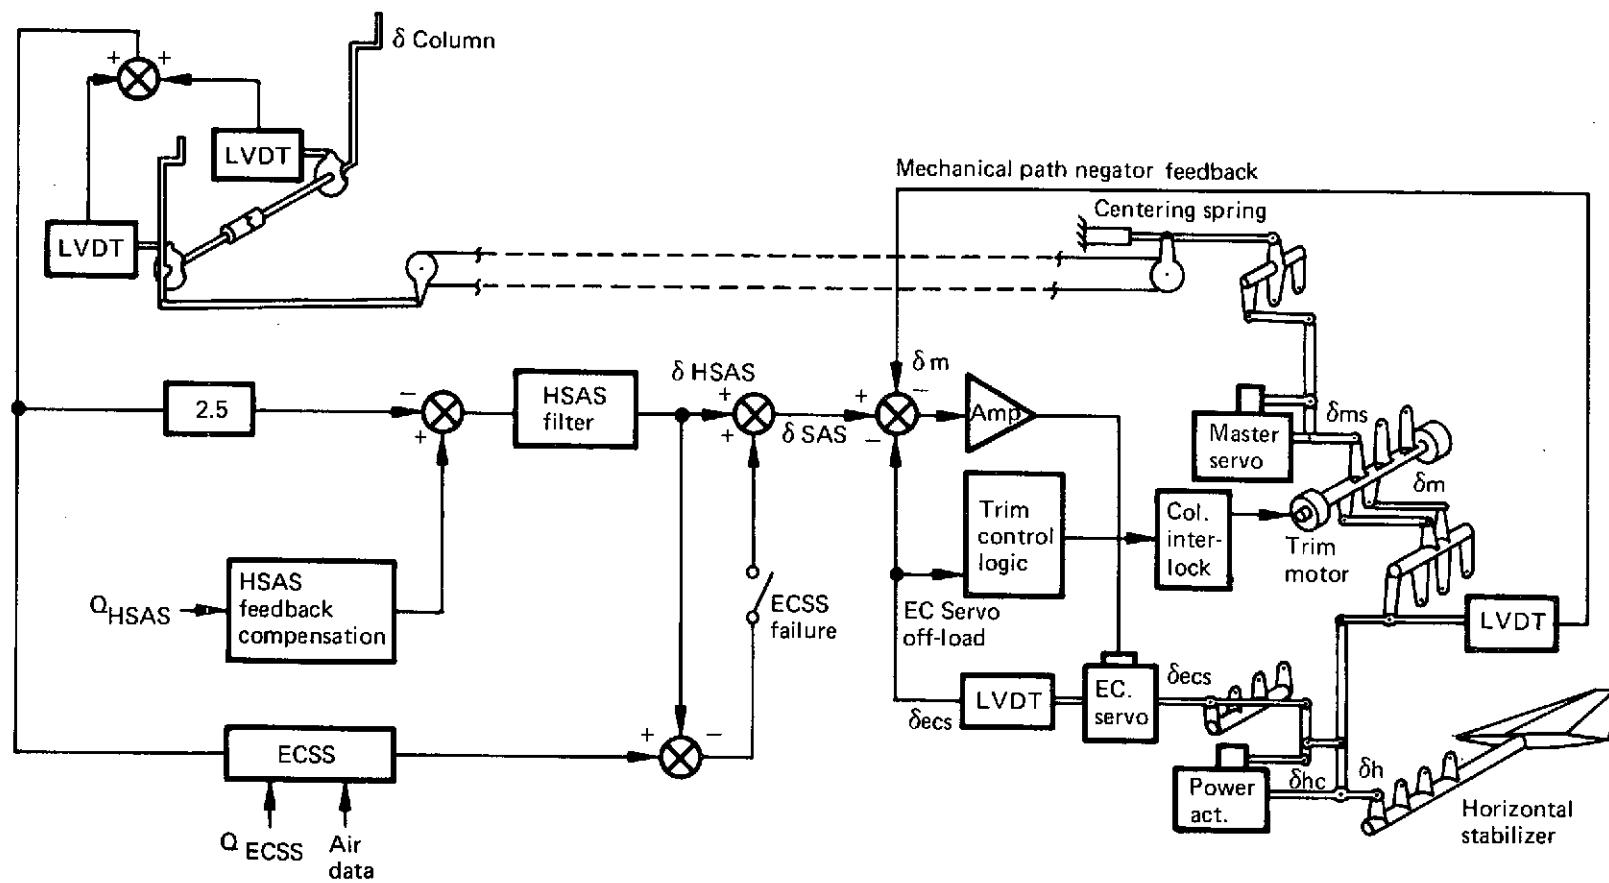 δ Column
+ +
LVDT
LVDT
Mechanical path negator feedback
Centering spring
2.5
−
+
HSAS
filter
δ HSAS
+
+
δ SAS
δ m
+
−
−
Amp
Master
servo
δms
δm
Trim
control
logic
Col.
inter-
lock
Trim
motor
QHSAS
HSAS
feedback
compensation
ECSS
failure
EC Servo
off-load
LVDT
δecs
LVDT
EC.
servo
δecs
ECSS
+
−
Q ECSS
Air
data
Power
act.
δhc
δh
Horizontal
stabilizer